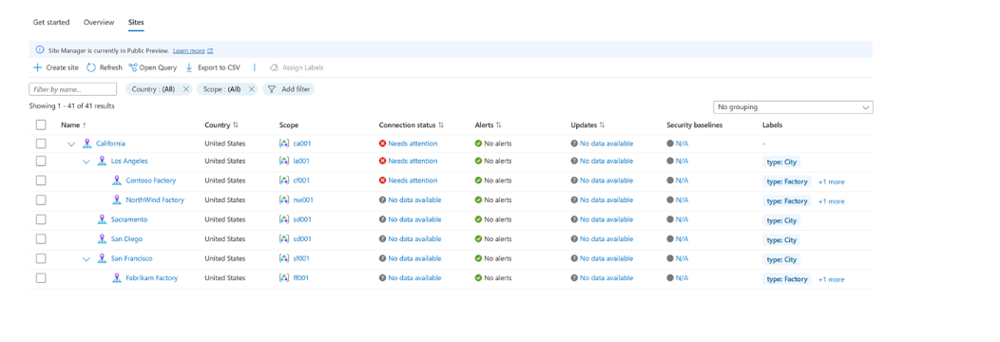 Get started Overview Sites
Site Manager is currently in Public Preview. Learn more
Create site Refresh Open Query Export to CSV | Assign Labels
Filter by name... Country : (All) Scope : (All) Add filter
Showing 1 - 41 of 41 results
No grouping
Name ↑ Country ↑↓ Scope Connection status ↑↓ Alerts ↑↓ Updates ↑↓ Security baselines Labels
California United States ca001 Needs attention No alerts No data available N/A -
Los Angeles United States la001 Needs attention No alerts No data available N/A type: City
Contoso Factory United States cf001 Needs attention No alerts No data available N/A type: Factory +1 more
NorthWind Factory United States nw001 No data available No alerts No data available N/A type: Factory +1 more
Sacramento United States sd001 No data available No alerts No data available N/A type: City
San Diego United States sd001 No data available No alerts No data available N/A type: City
San Francisco United States sf001 No data available No alerts No data available N/A type: City
Fabrikam Factory United States ff001 No data available No alerts No data available N/A type: Factory +1 more